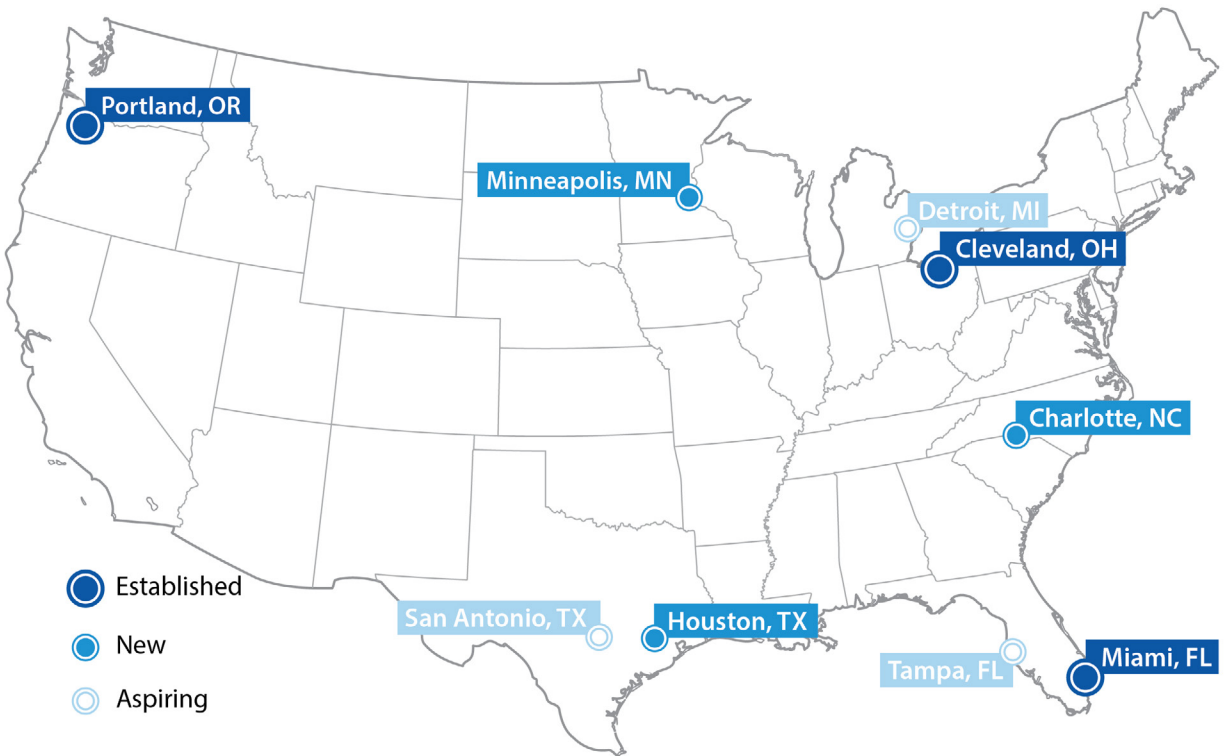 Portland, OR
Minneapolis, MN
Detroit, MI
Cleveland, OH
Charlotte, NC
Established
San Antonio, TX
Houston, TX
New
Miami, FL
Tampa, FL
Aspiring